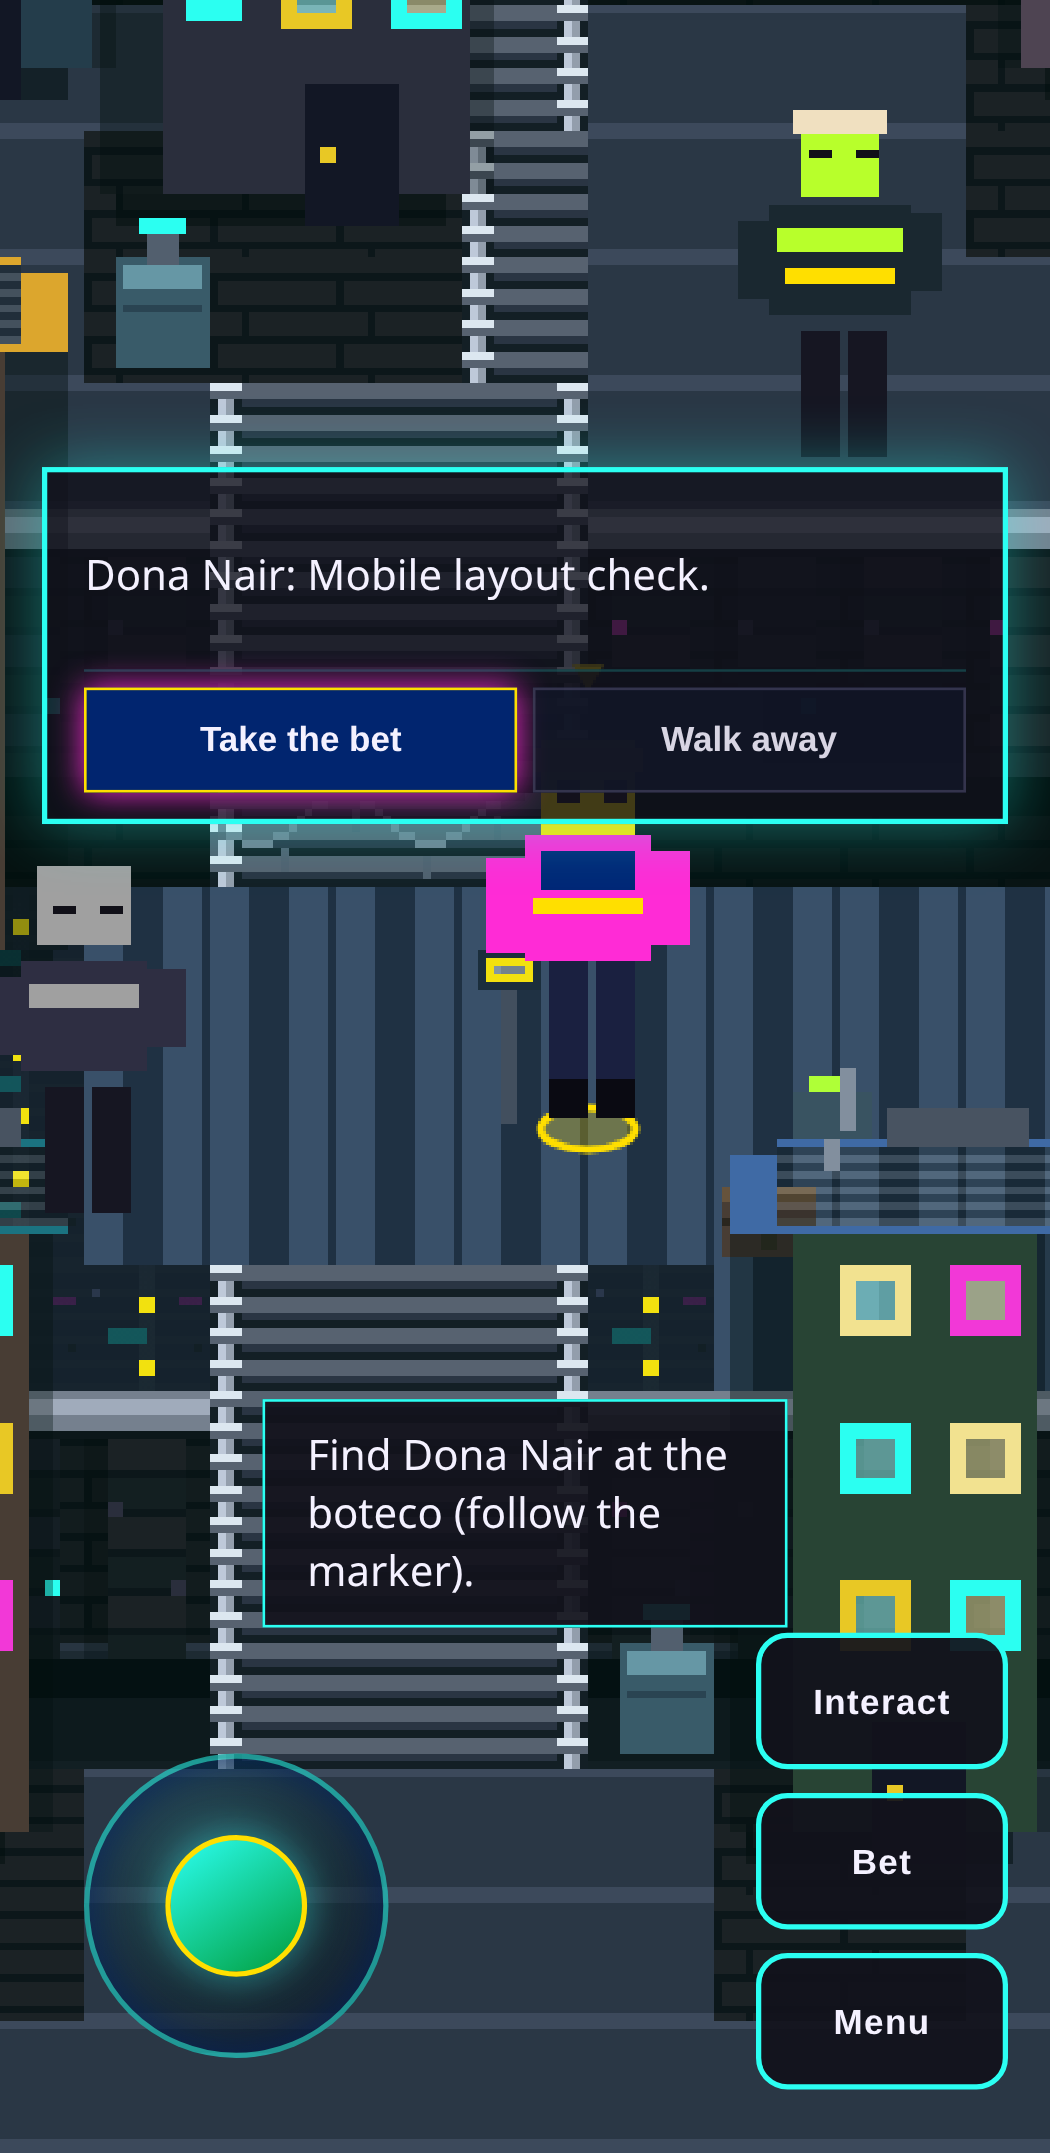 Dona Nair: Mobile layout check.
Take the bet
Walk away
Find Dona Nair at the
boteco (follow the
marker).
Interact
Bet
Menu